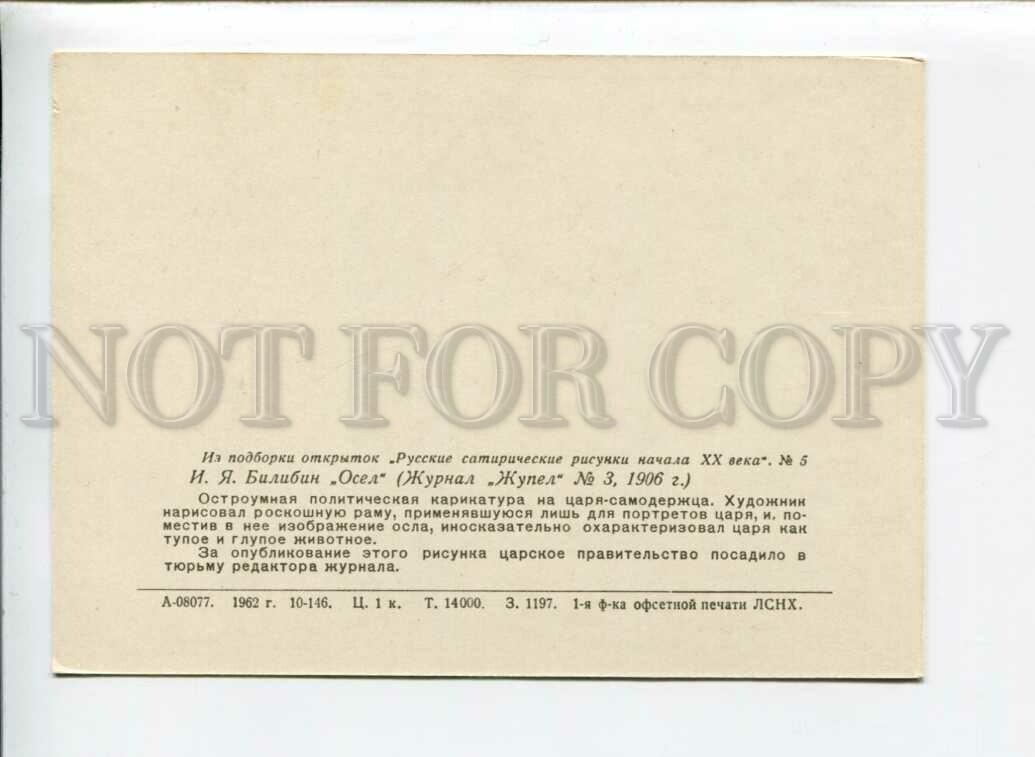 NOT FOR COPY
Из подборки открыток „Русские сатирические рисунки начала XX века“. № 5
И. Я. Билибин „Осел“ (Журнал „Жупел“ № 3, 1906 г.)
Остроумная политическая карикатура на царя-самодержца. Художник
нарисовал роскошную раму, применявшуюся лишь для портретов царя, и, по-
местив в нее изображение осла, иносказательно охарактеризовал царя как
тупое и глупое животное.
За опубликование этого рисунка царское правительство посадило в
тюрьму редактора журнала.
А-08077. 1962 г. 10-146. Ц. 1 к. Т. 14000. З. 1197. 1-я ф-ка офсетной печати ЛСНХ.